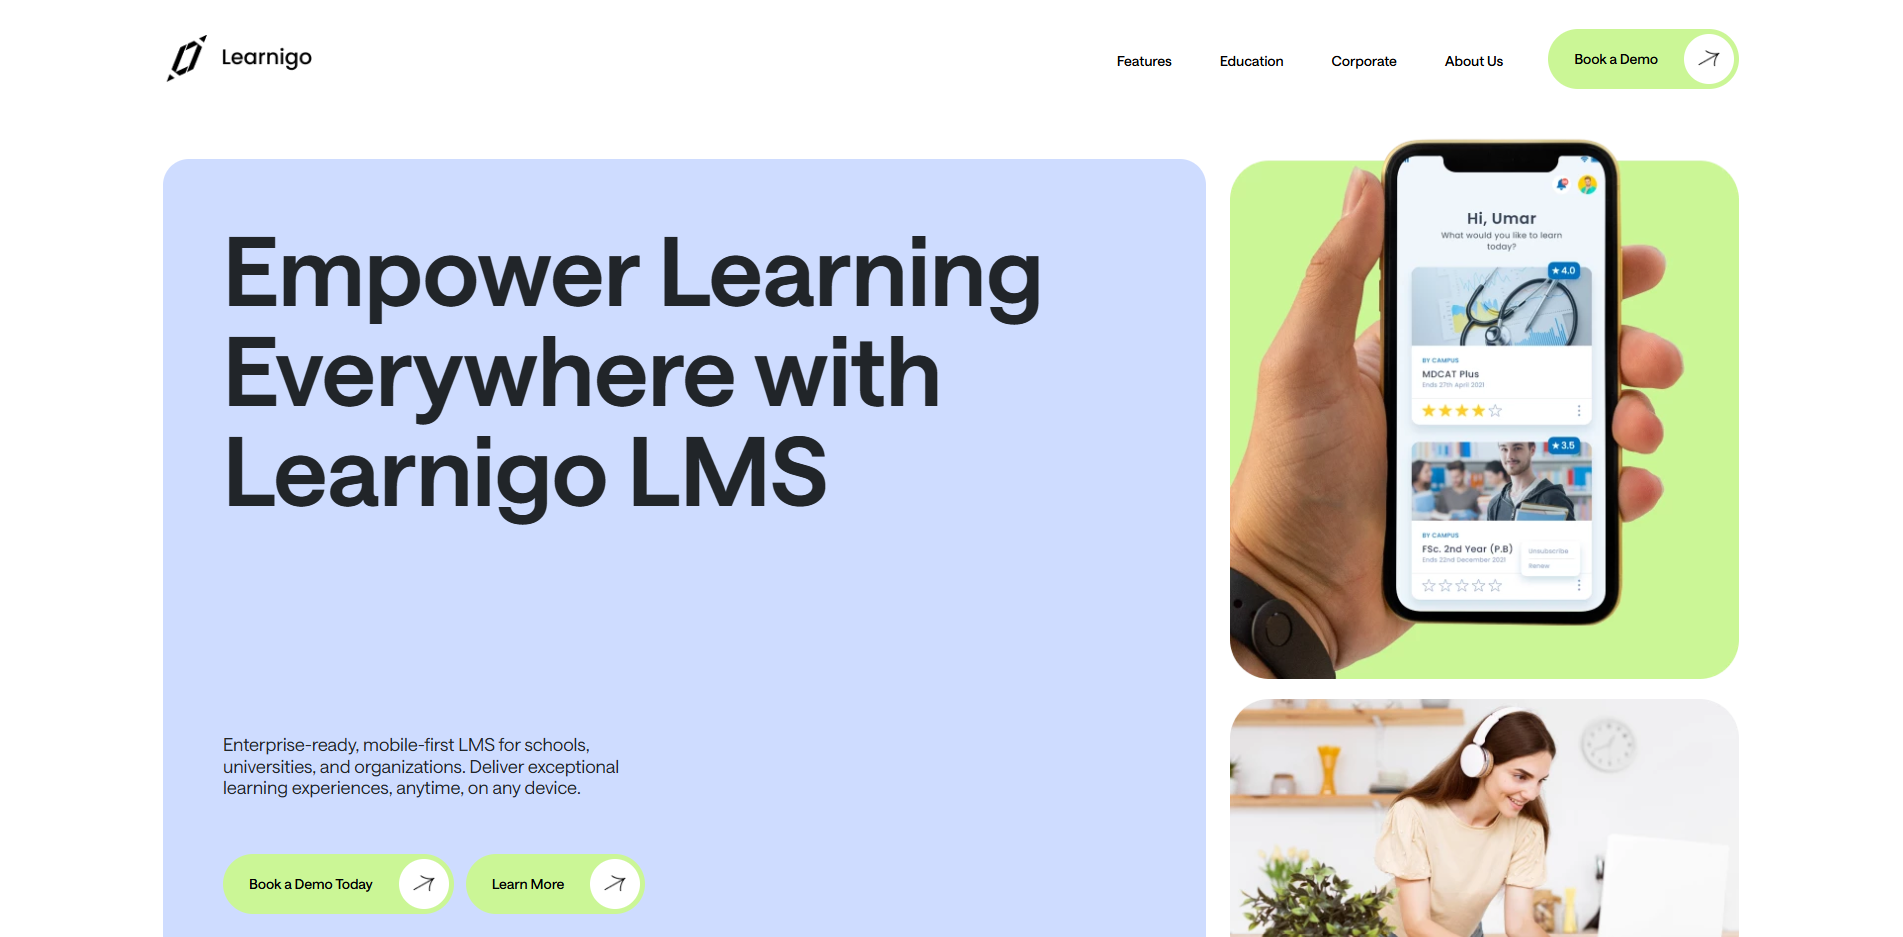 Learnigo
Features
Education
Corporate
About Us
Book a Demo
Empower Learning
Everywhere with
Learnigo LMS
Enterprise-ready, mobile-first LMS for schools,
universities, and organizations. Deliver exceptional
learning experiences, anytime, on any device.
Book a Demo Today
Learn More
Hi, Umar
What would you like to learn
today?
4.0
BY CAMPUS
MDCAT Plus
Ends 27th April 2021
3.5
BY CAMPUS
FSc. 2nd Year (P.B)
Ends 22nd December 2021
Unsubscribe
Renew